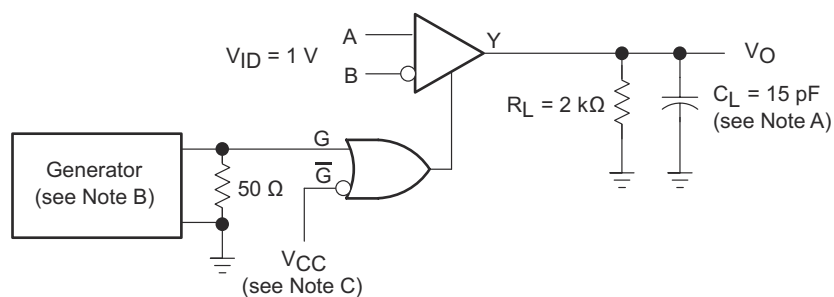 A
Y
V_ID = 1 V
V_O
B
R_L = 2 kΩ
C_L = 15 pF
(see Note A)
G
Generator
(see Note B)
50 Ω
G̅
V_CC
(see Note C)